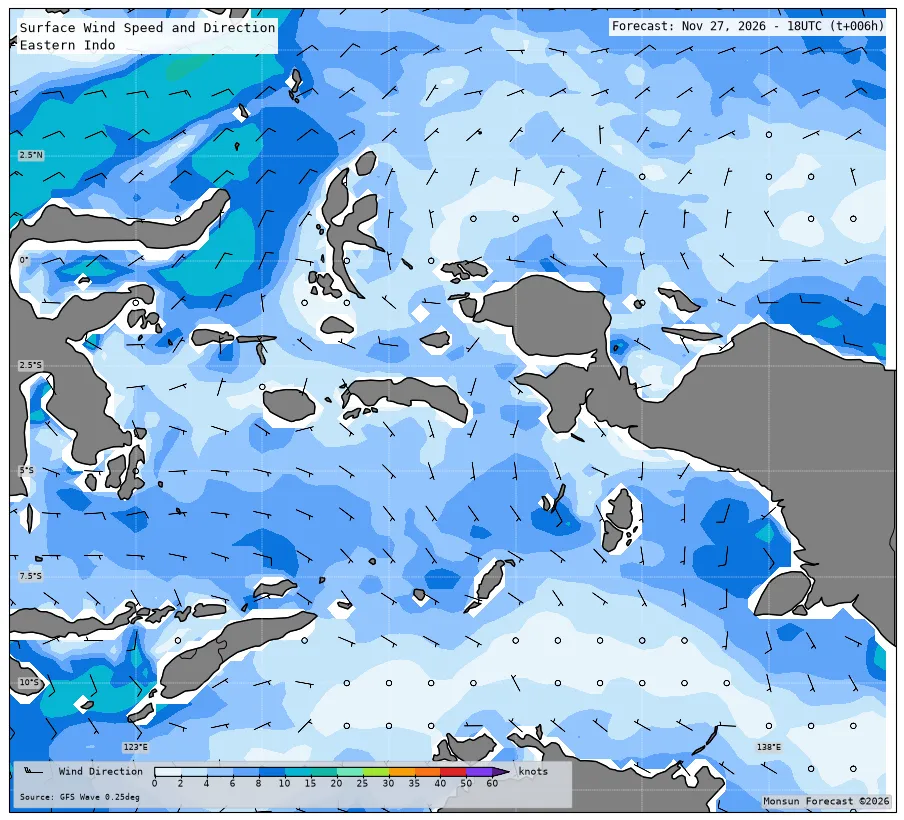 Surface Wind Speed and Direction
Eastern Indo
Forecast: Nov 27, 2026 - 18UTC (t+006h)
2.5°N
0°
2.5°S
5°S
7.5°S
10°S
123°E
138°E
Wind Direction
knots
0 2 4 6 8 10 15 20 25 30 35 40 50 60
Source: GFS Wave 0.25deg
Monsun Forecast ©2026